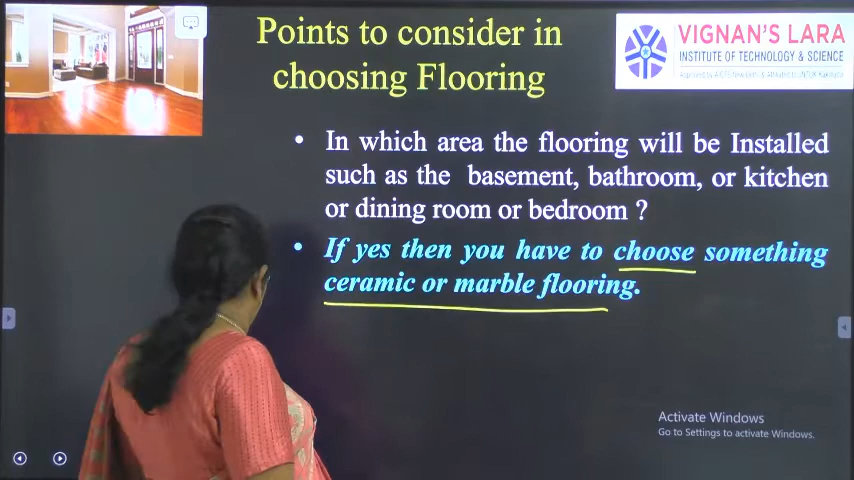 Points to consider in
choosing Flooring
VIGNAN'S LARA
INSTITUTE OF TECHNOLOGY & SCIENCE
• In which area the flooring will be Installed
such as the basement, bathroom, or kitchen
or dining room or bedroom ?
• If yes then you have to choose something
ceramic or marble flooring.
Activate Windows
Go to Settings to activate Windows.